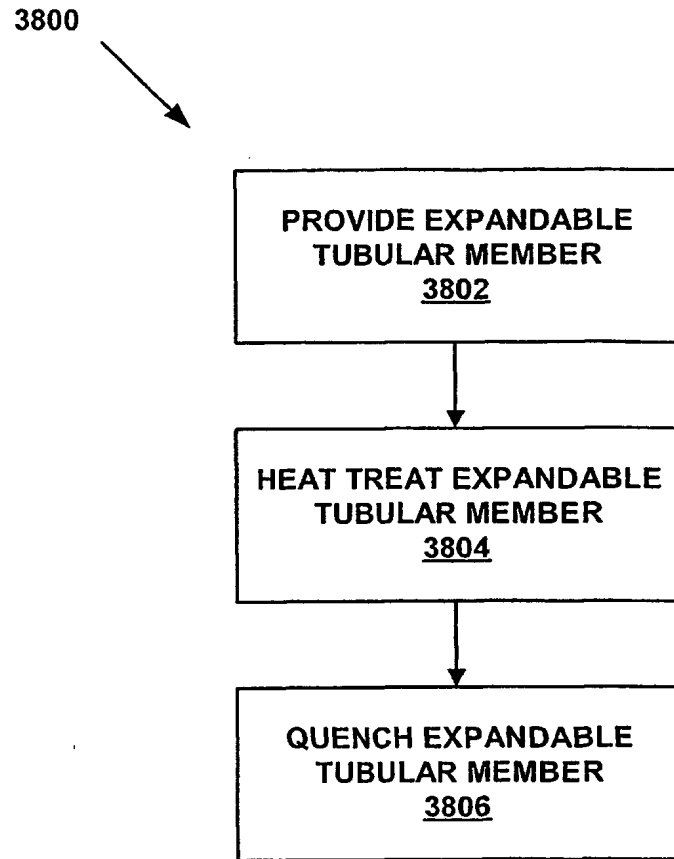 3800
PROVIDE EXPANDABLE
TUBULAR MEMBER
3802
HEAT TREAT EXPANDABLE
TUBULAR MEMBER
3804
QUENCH EXPANDABLE
TUBULAR MEMBER
3806